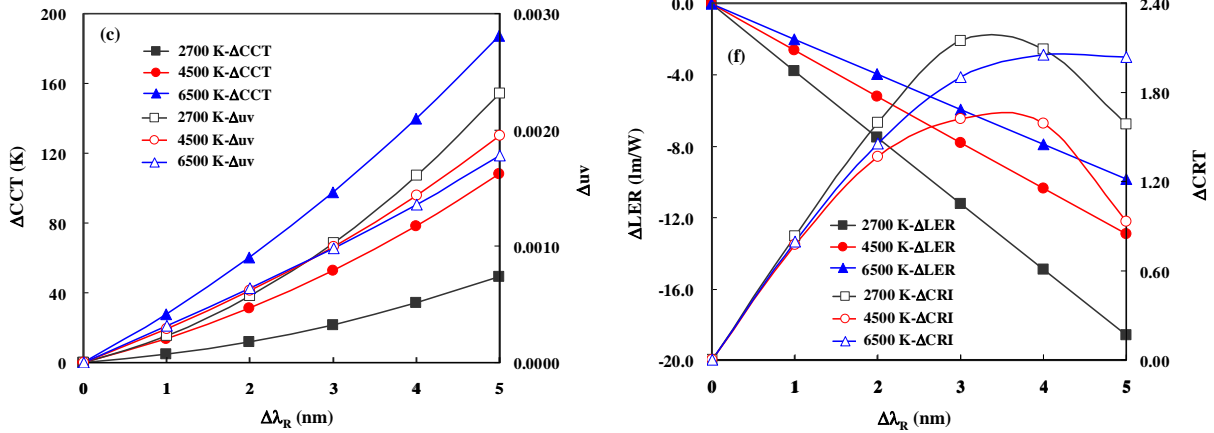 (c)
200
160
120
80
40
0
ΔCCT (K)
2700 K-ΔCCT
4500 K-ΔCCT
6500 K-ΔCCT
2700 K-Δuv
4500 K-Δuv
6500 K-Δuv
0.0030
0.0020
0.0010
0.0000
Δuv
0 1 2 3 4 5
Δλ_R (nm)
(f)
0.0
-4.0
-8.0
-12.0
-16.0
-20.0
ΔLER (lm/W)
2700 K-ΔLER
4500 K-ΔLER
6500 K-ΔLER
2700 K-ΔCRI
4500 K-ΔCRI
6500 K-ΔCRI
2.40
1.80
1.20
0.60
0.00
ΔCRT
0 1 2 3 4 5
Δλ_R (nm)